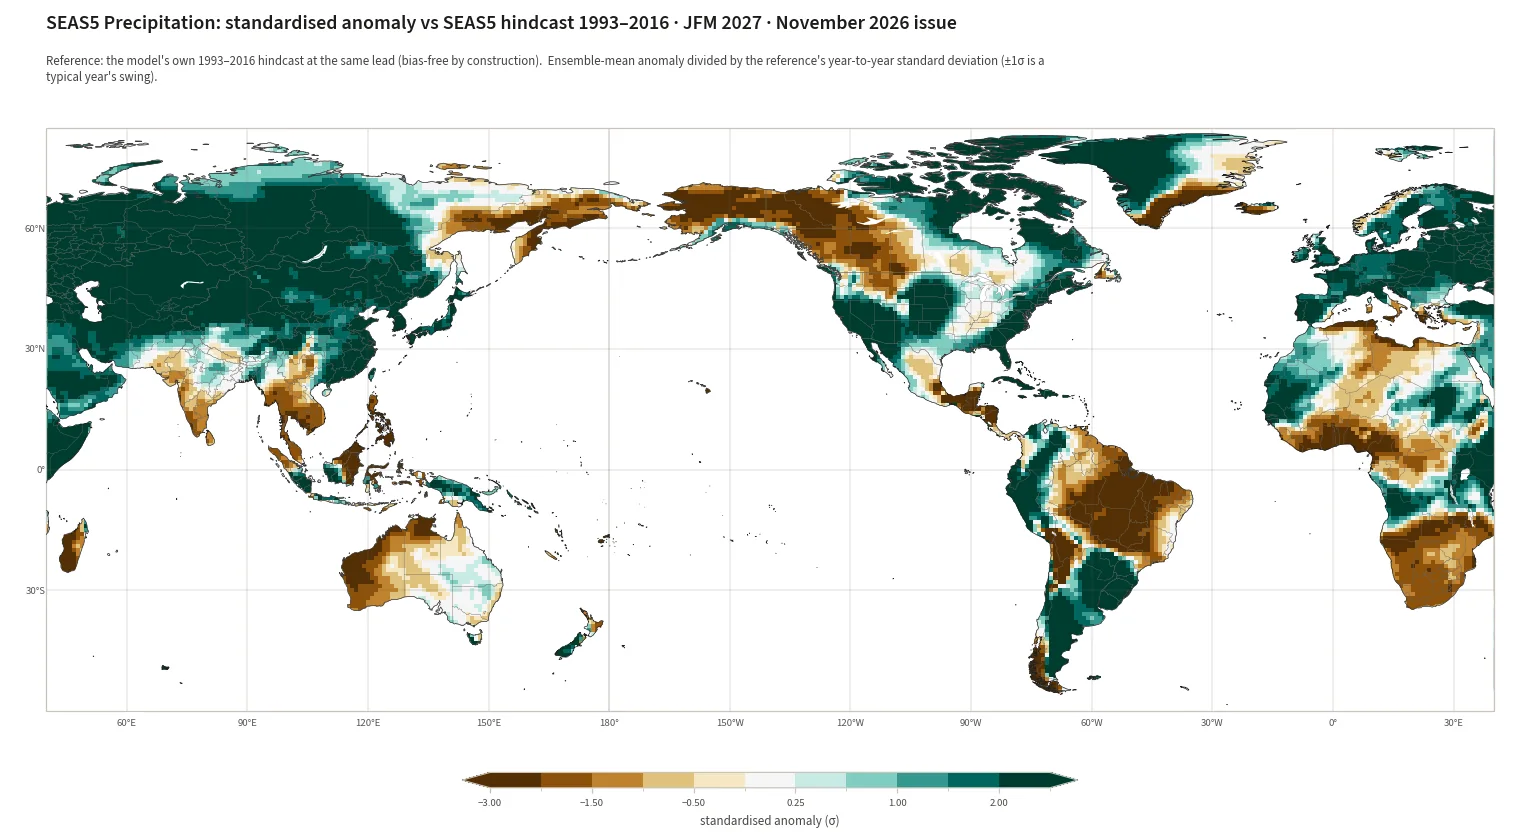 SEAS5 Precipitation: standardised anomaly vs SEAS5 hindcast 1993–2016 · JFM 2027 · November 2026 issue
Reference: the model's own 1993–2016 hindcast at the same lead (bias-free by construction). Ensemble-mean anomaly divided by the reference's year-to-year standard deviation (±1σ is a
typical year's swing).
60°N
30°N
0°
30°S
60°E 90°E 120°E 150°E 180° 150°W 120°W 90°W 60°W 30°W 0° 30°E
−3.00 −1.50 −0.50 0.25 1.00 2.00
standardised anomaly (σ)